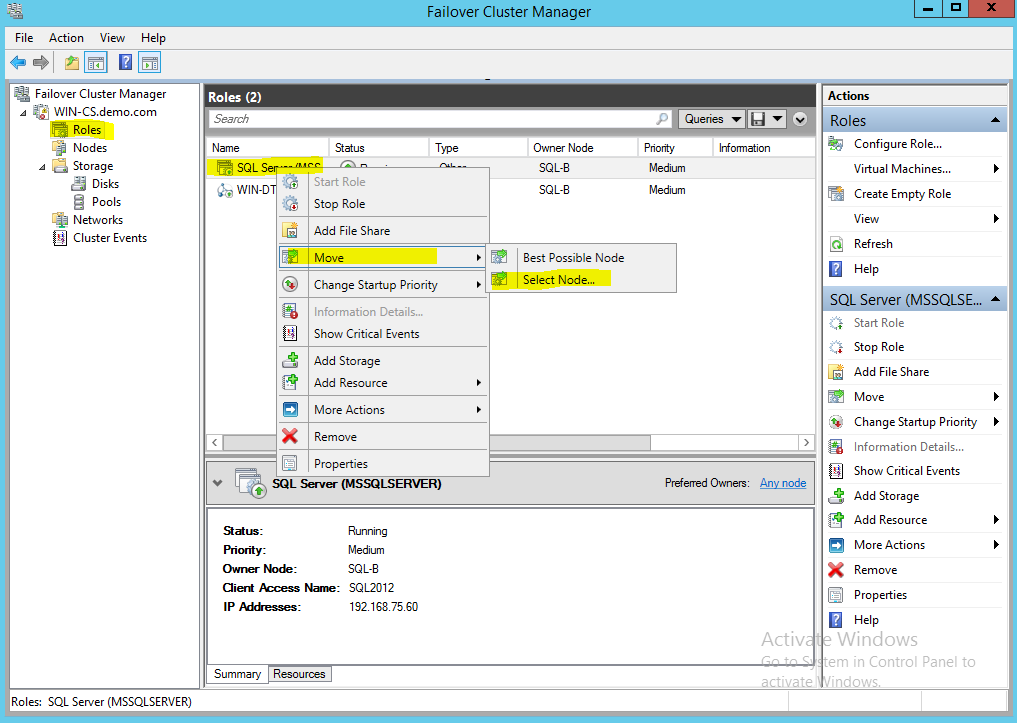 Failover Cluster Manager
File Action View Help
Failover Cluster Manager
WIN-CS.demo.com
Roles
Nodes
Storage
Disks
Pools
Networks
Cluster Events
Roles (2)
Search
Queries
Name Status Type Owner Node Priority Information
SQL Server (MSS Running Other SQL-B Medium
WIN-DT SQL-B Medium
Start Role
Stop Role
Add File Share
Move
Change Startup Priority
Information Details...
Show Critical Events
Add Storage
Add Resource
More Actions
Remove
Properties
Best Possible Node
Select Node...
SQL Server (MSSQLSERVER)
Preferred Owners: Any node
Status: Running
Priority: Medium
Owner Node: SQL-B
Client Access Name: SQL2012
IP Addresses: 192.168.75.60
Summary Resources
Actions
Roles
Configure Role...
Virtual Machines...
Create Empty Role
View
Refresh
Help
SQL Server (MSSQLSE...
Start Role
Stop Role
Add File Share
Move
Change Startup Priority
Information Details...
Show Critical Events
Add Storage
Add Resource
More Actions
Remove
Properties
Help
Activate Windows
Go to System in Control Panel to
activate Windows.
Roles: SQL Server (MSSQLSERVER)